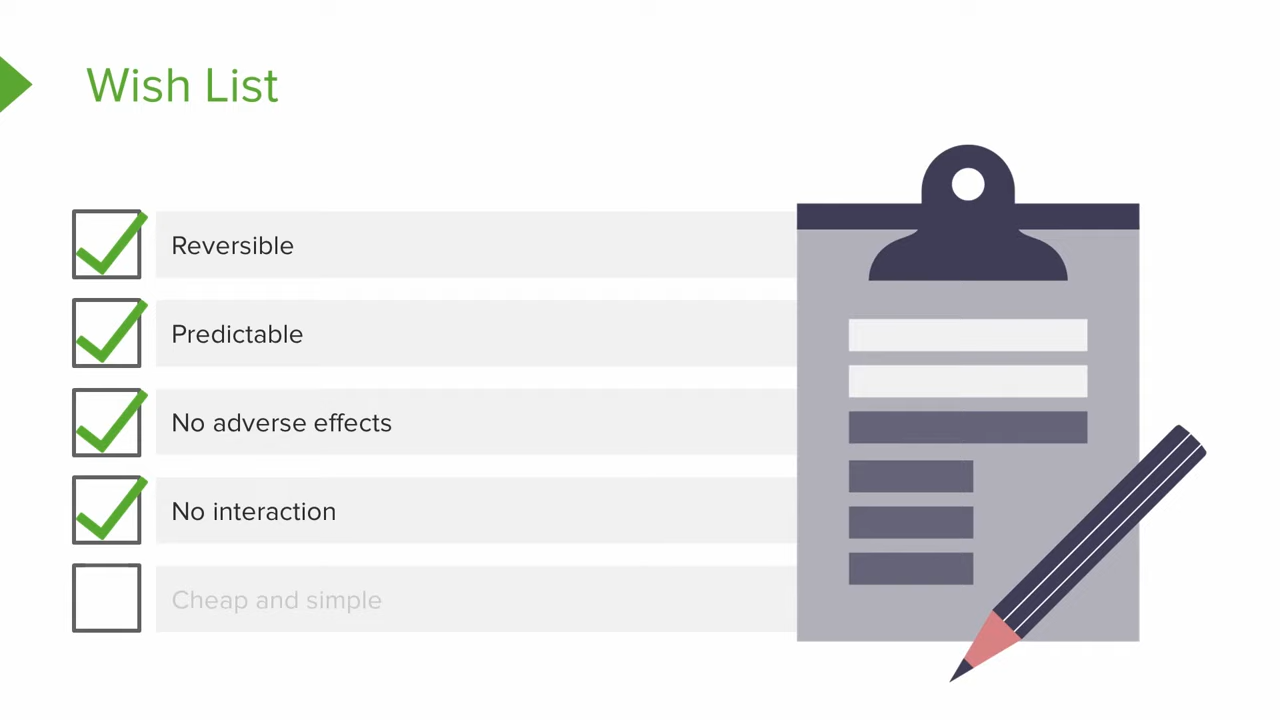 Wish List
Reversible
Predictable
No adverse effects
No interaction
Cheap and simple